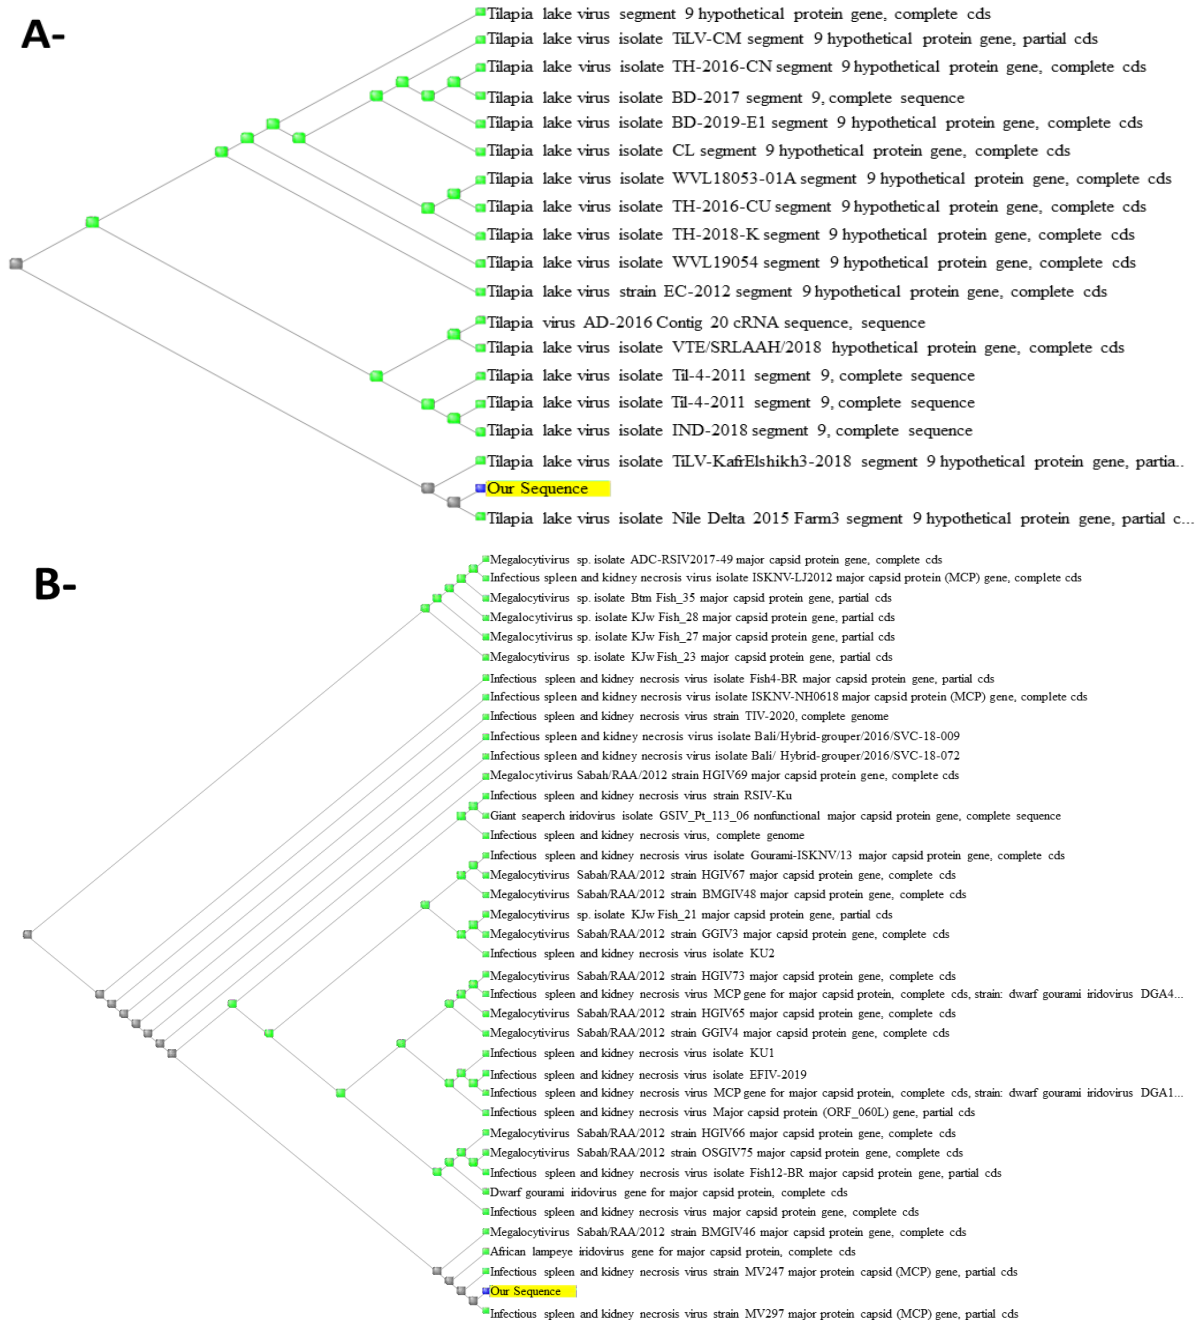 A-
Tilapia lake virus segment 9 hypothetical protein gene, complete cds
Tilapia lake virus isolate TiLV-CM segment 9 hypothetical protein gene, partial cds
Tilapia lake virus isolate TH-2016-CN segment 9 hypothetical protein gene, complete cds
Tilapia lake virus isolate BD-2017 segment 9, complete sequence
Tilapia lake virus isolate BD-2019-E1 segment 9 hypothetical protein gene, complete cds
Tilapia lake virus isolate CL segment 9 hypothetical protein gene, complete cds
Tilapia lake virus isolate WVL18053-01A segment 9 hypothetical protein gene, complete cds
Tilapia lake virus isolate TH-2016-CU segment 9 hypothetical protein gene, complete cds
Tilapia lake virus isolate TH-2018-K segment 9 hypothetical protein gene, complete cds
Tilapia lake virus isolate WVL19054 segment 9 hypothetical protein gene, complete cds
Tilapia lake virus strain EC-2012 segment 9 hypothetical protein gene, complete cds
Tilapia virus AD-2016 Contig 20 cRNA sequence, sequence
Tilapia lake virus isolate VTE/SRLAAH/2018 hypothetical protein gene, complete cds
Tilapia lake virus isolate Til-4-2011 segment 9, complete sequence
Tilapia lake virus isolate Til-4-2011 segment 9, complete sequence
Tilapia lake virus isolate IND-2018 segment 9, complete sequence
Tilapia lake virus isolate TiLV-KafrElshikh3-2018 segment 9 hypothetical protein gene, partia..
Our Sequence
Tilapia lake virus isolate Nile Delta 2015 Farm3 segment 9 hypothetical protein gene, partial c...
B-
Megalocytivirus sp. isolate ADC-RSIV2017-49 major capsid protein gene, complete cds
Infectious spleen and kidney necrosis virus isolate ISKNV-LJ2012 major capsid protein (MCP) gene, complete cds
Megalocytivirus sp. isolate Btm Fish_35 major capsid protein gene, partial cds
Megalocytivirus sp. isolate KJw Fish_28 major capsid protein gene, partial cds
Megalocytivirus sp. isolate KJw Fish_27 major capsid protein gene, partial cds
Megalocytivirus sp. isolate KJw Fish_23 major capsid protein gene, partial cds
Infectious spleen and kidney necrosis virus isolate Fish4-BR major capsid protein gene, partial cds
Infectious spleen and kidney necrosis virus isolate ISKNV-NH0618 major capsid protein (MCP) gene, complete cds
Infectious spleen and kidney necrosis virus strain TIV-2020, complete genome
Infectious spleen and kidney necrosis virus isolate Bali/Hybrid-grouper/2016/SVC-18-009
Infectious spleen and kidney necrosis virus isolate Bali/ Hybrid-grouper/2016/SVC-18-072
Megalocytivirus Sabah/RAA/2012 strain HGIV69 major capsid protein gene, complete cds
Infectious spleen and kidney necrosis virus strain RSIV-Ku
Giant seaperch iridovirus isolate GSIV_Pt_113_06 nonfunctional major capsid protein gene, complete sequence
Infectious spleen and kidney necrosis virus, complete genome
Infectious spleen and kidney necrosis virus isolate Gourami-ISKNV/13 major capsid protein gene, complete cds
Megalocytivirus Sabah/RAA/2012 strain HGIV67 major capsid protein gene, complete cds
Megalocytivirus Sabah/RAA/2012 strain BMGIV48 major capsid protein gene, complete cds
Megalocytivirus sp. isolate KJw Fish_21 major capsid protein gene, partial cds
Megalocytivirus Sabah/RAA/2012 strain GGIV3 major capsid protein gene, complete cds
Infectious spleen and kidney necrosis virus isolate KU2
Megalocytivirus Sabah/RAA/2012 strain HGIV73 major capsid protein gene, complete cds
Infectious spleen and kidney necrosis virus MCP gene for major capsid protein, complete cds, strain: dwarf gourami iridovirus DGA4...
Megalocytivirus Sabah/RAA/2012 strain HGIV65 major capsid protein gene, complete cds
Megalocytivirus Sabah/RAA/2012 strain GGIV4 major capsid protein gene, complete cds
Infectious spleen and kidney necrosis virus isolate KU1
Infectious spleen and kidney necrosis virus isolate EFIV-2019
Infectious spleen and kidney necrosis virus MCP gene for major capsid protein, complete cds, strain: dwarf gourami iridovirus DGA1...
Infectious spleen and kidney necrosis virus Major capsid protein (ORF_060L) gene, partial cds
Megalocytivirus Sabah/RAA/2012 strain HGIV66 major capsid protein gene, complete cds
Megalocytivirus Sabah/RAA/2012 strain OSGIV75 major capsid protein gene, complete cds
Infectious spleen and kidney necrosis virus isolate Fish12-BR major capsid protein gene, partial cds
Dwarf gourami iridovirus gene for major capsid protein, complete cds
Infectious spleen and kidney necrosis virus major capsid protein gene, complete cds
Megalocytivirus Sabah/RAA/2012 strain BMGIV46 major capsid protein gene, complete cds
African lampeye iridovirus gene for major capsid protein, complete cds
Infectious spleen and kidney necrosis virus strain MV247 major protein capsid (MCP) gene, partial cds
Our Sequence
Infectious spleen and kidney necrosis virus strain MV297 major protein capsid (MCP) gene, partial cds